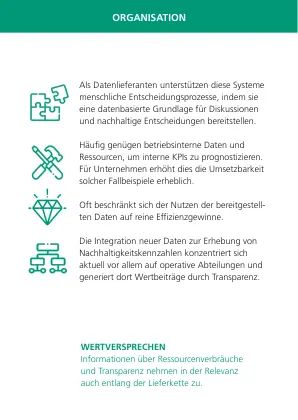 ORGANISATION
Als Datenlieferanten unterstützen diese Systeme
menschliche Entscheidungsprozesse, indem sie
eine datenbasierte Grundlage für Diskussionen
und nachhaltige Entscheidungen bereitstellen.
Häufig genügen betriebsinterne Daten und
Ressourcen, um interne KPIs zu prognostizieren.
Für Unternehmen erhöht dies die Umsetzbarkeit
solcher Fallbeispiele erheblich.
Oft beschränkt sich der Nutzen der bereitgestell-
ten Daten auf reine Effizienzgewinne.
Die Integration neuer Daten zur Erhebung von
Nachhaltigkeitskennzahlen konzentriert sich
aktuell vor allem auf operative Abteilungen und
generiert dort Wertbeiträge durch Transparenz.
WERTVERSPRECHEN
Informationen über Ressourcenverbräuche
und Transparenz nehmen in der Relevanz
auch entlang der Lieferkette zu.